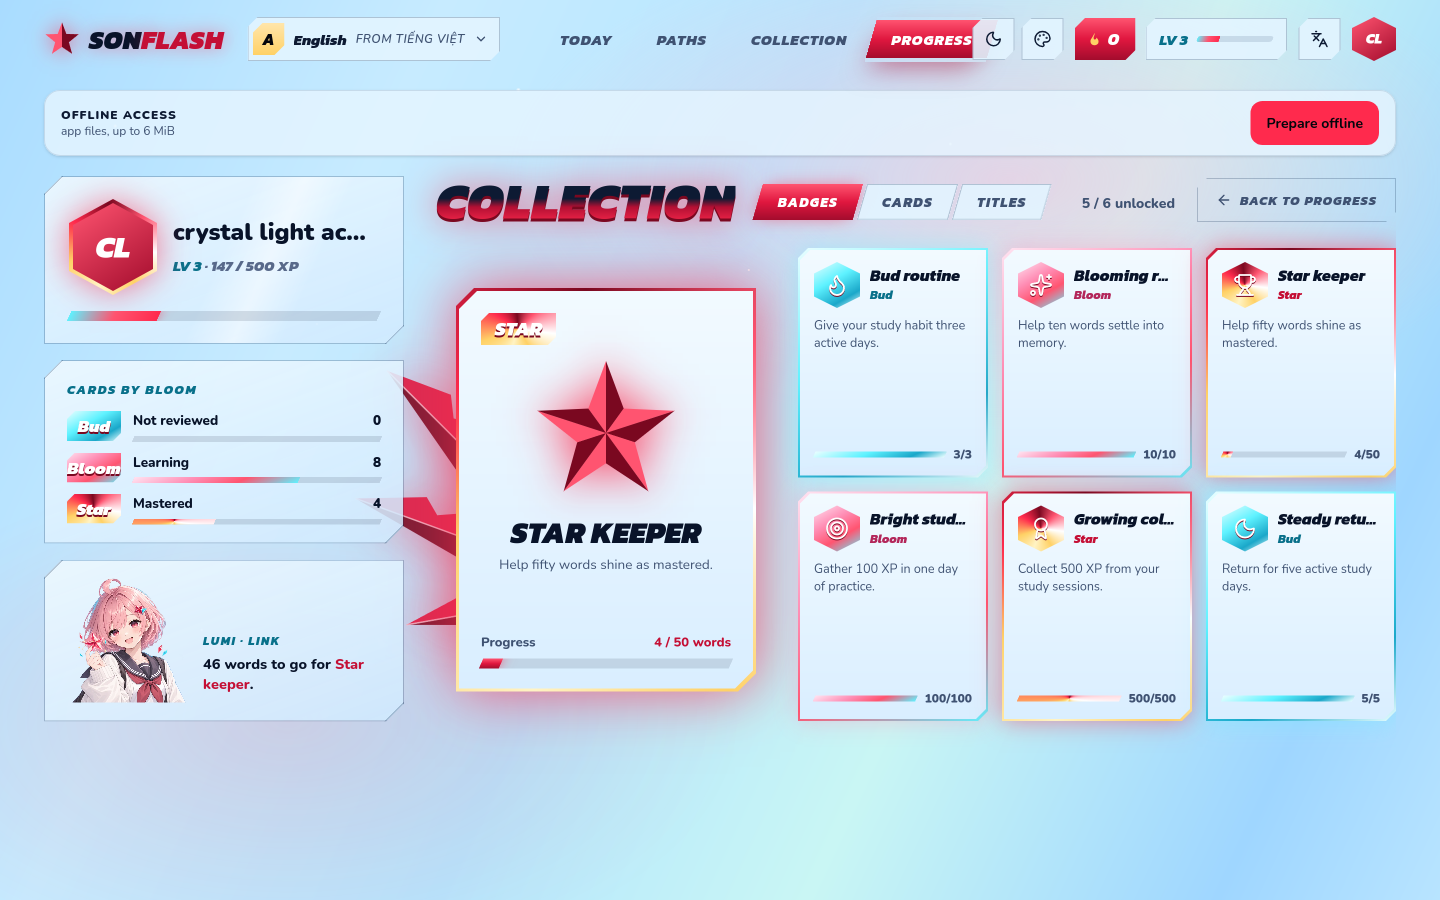 SONFLASH
A English FROM TIẾNG VIỆT
TODAY
PATHS
COLLECTION
PROGRESS
0
LV 3
CL
OFFLINE ACCESS
app files, up to 6 MiB
Prepare offline
CL
crystal light ac...
LV 3 · 147 / 500 XP
CARDS BY BLOOM
Bud Not reviewed 0
Bloom Learning 8
Star Mastered 4
LUMI · LINK
46 words to go for Star
keeper.
COLLECTION
BADGES
CARDS
TITLES
5 / 6 unlocked
BACK TO PROGRESS
STAR
STAR KEEPER
Help fifty words shine as mastered.
Progress 4 / 50 words
Bud routine
Bud
Give your study habit three
active days.
3/3
Blooming r...
Bloom
Help ten words settle into
memory.
10/10
Star keeper
Star
Help fifty words shine as
mastered.
4/50
Bright stud...
Bloom
Gather 100 XP in one day
of practice.
100/100
Growing col...
Star
Collect 500 XP from your
study sessions.
500/500
Steady retu...
Bud
Return for five active study
days.
5/5